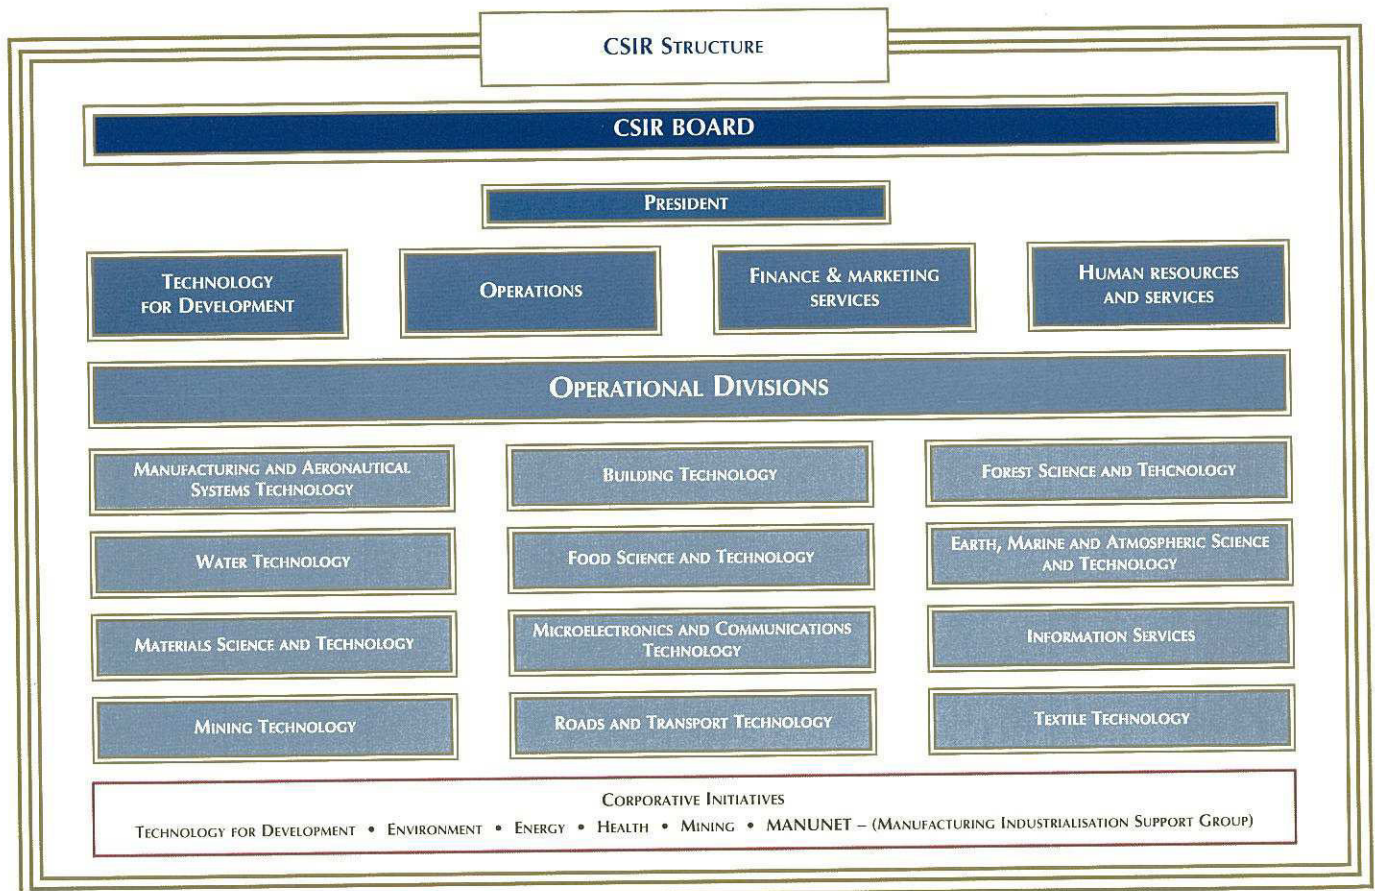 CSIR STRUCTURE
CSIR BOARD
PRESIDENT
TECHNOLOGY
FOR DEVELOPMENT
OPERATIONS
FINANCE & MARKETING
SERVICES
HUMAN RESOURCES
AND SERVICES
OPERATIONAL DIVISIONS
MANUFACTURING AND AERONAUTICAL
SYSTEMS TECHNOLOGY
BUILDING TECHNOLOGY
FOREST SCIENCE AND TEHCNOLOGY
WATER TECHNOLOGY
FOOD SCIENCE AND TECHNOLOGY
EARTH, MARINE AND ATMOSPHERIC SCIENCE
AND TECHNOLOGY
MATERIALS SCIENCE AND TECHNOLOGY
MICROELECTRONICS AND COMMUNICATIONS
TECHNOLOGY
INFORMATION SERVICES
MINING TECHNOLOGY
ROADS AND TRANSPORT TECHNOLOGY
TEXTILE TECHNOLOGY
CORPORATIVE INITIATIVES
TECHNOLOGY FOR DEVELOPMENT • ENVIRONMENT • ENERGY • HEALTH • MINING • MANUNET – (MANUFACTURING INDUSTRIALISATION SUPPORT GROUP)